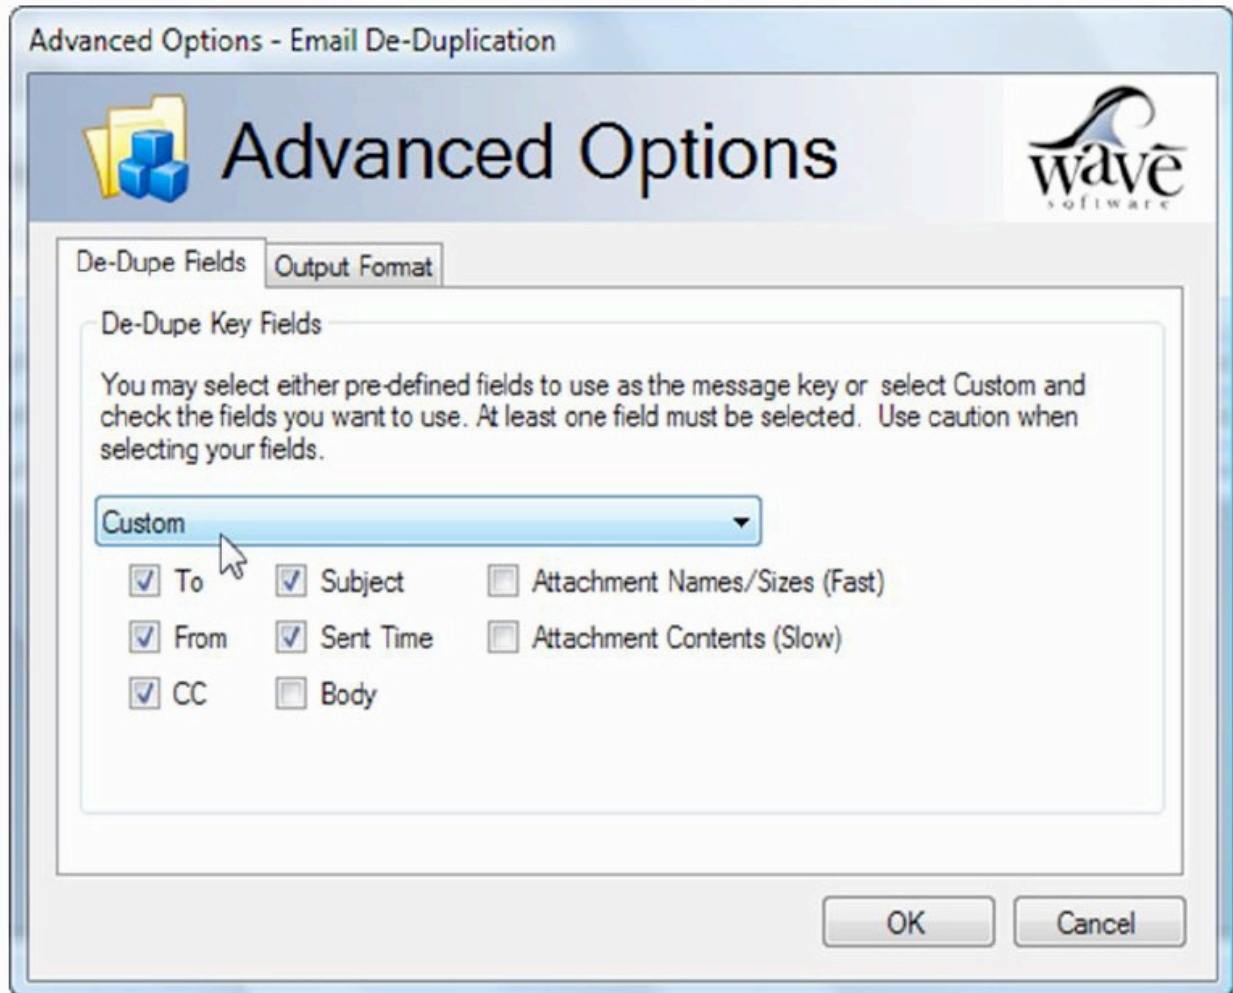 Advanced Options - Email De-Duplication
Advanced Options
wave
software
De-Dupe Fields
Output Format
De-Dupe Key Fields
You may select either pre-defined fields to use as the message key or  select Custom and
check the fields you want to use. At least one field must be selected.  Use caution when
selecting your fields.
Custom
To
Subject
Attachment Names/Sizes (Fast)
From
Sent Time
Attachment Contents (Slow)
CC
Body
OK
Cancel